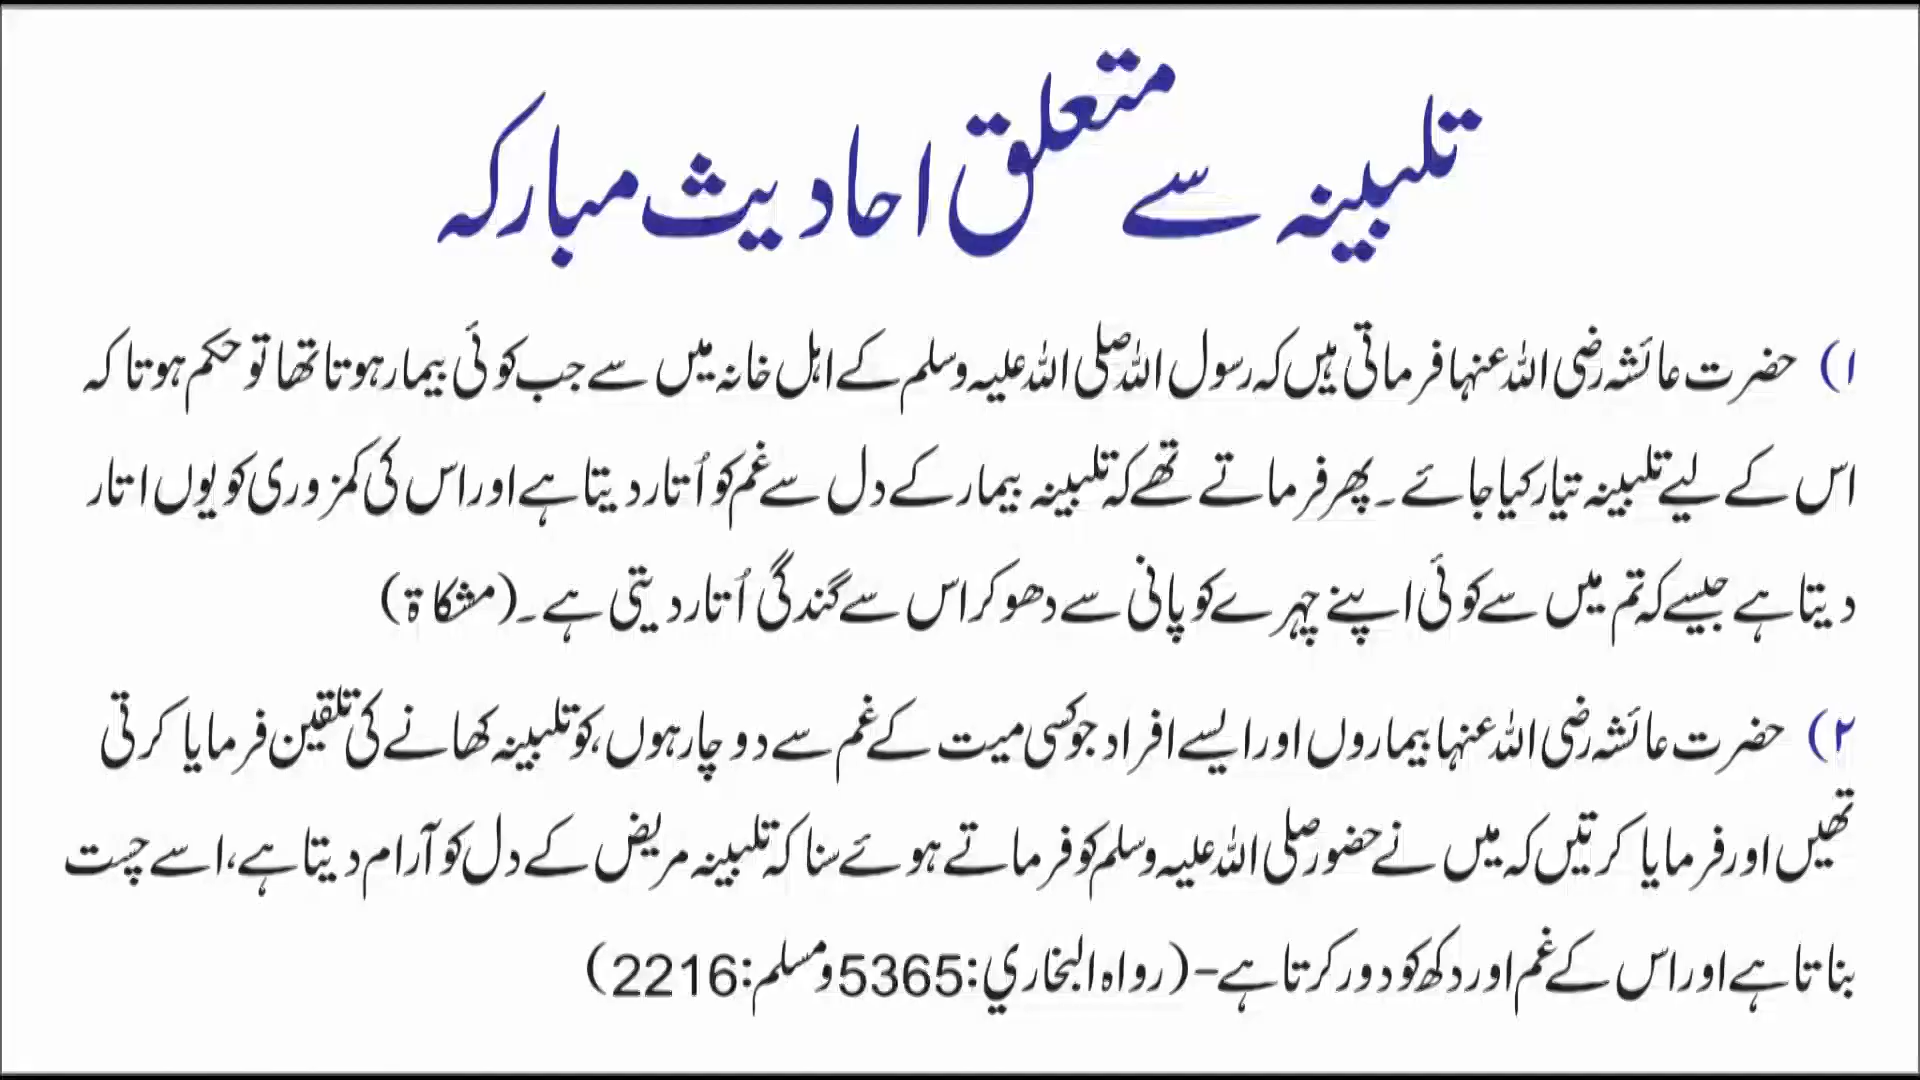 تلبینہ سے متعلق احادیث مبارکہ
۱) حضرت عائشہ رضی اللہ عنہا فرماتی ہیں کہ رسول اللہ صلی اللہ علیہ وسلم کے اہل خانہ میں سے جب کوئی بیمار ہوتا تھا تو حکم ہوتا کہ
اس کے لیے تلبینہ تیار کیا جائے۔ پھر فرماتے تھے کہ تلبینہ بیمار کے دل سے غم کو اُتار دیتا ہے اور اس کی کمزوری کو یوں اتار
دیتا ہے جیسے کہ تم میں سے کوئی اپنے چہرے کو پانی سے دھو کر اس سے گندگی اُتار دیتی ہے۔ (مشکاۃ)
۲) حضرت عائشہ رضی اللہ عنہا بیماروں اور ایسے افراد جو کسی میت کے غم سے دو چار ہوں، کو تلبینہ کھانے کی تلقین فرمایا کرتی
تھیں اور فرمایا کرتیں کہ میں نے حضور صلی اللہ علیہ وسلم کو فرماتے ہوئے سنا کہ تلبینہ مریض کے دل کو آرام دیتا ہے، اسے چست
بناتا ہے اور اس کے غم اور دکھ کو دور کرتا ہے- (رواہ البخاري:5365 و مسلم:2216)